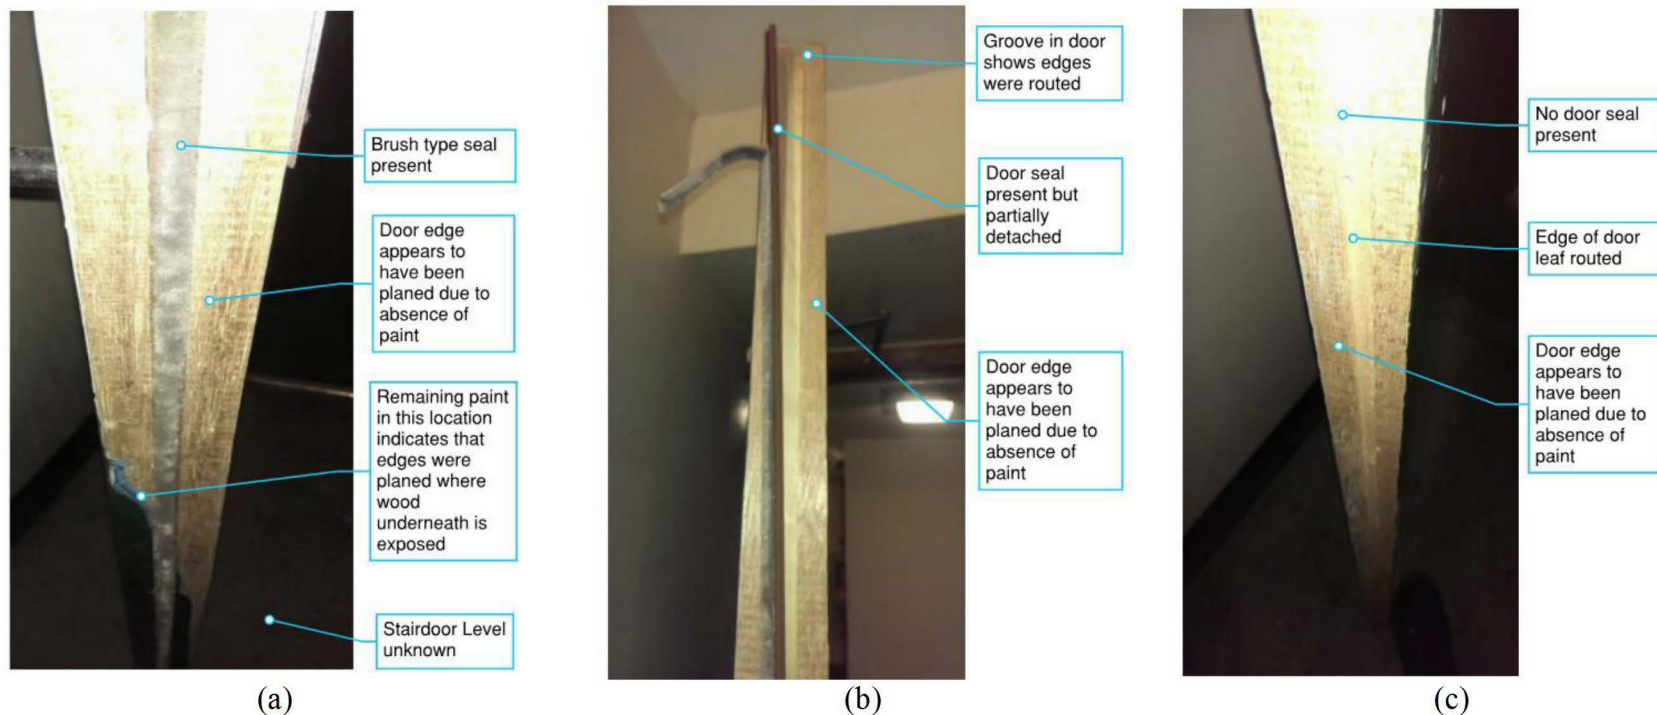 Brush type seal
present
Door edge
appears to
have been
planed due to
absence of
paint
Remaining paint
in this location
indicates that
edges were
planed where
wood
underneath is
exposed
Stairdoor Level
unknown
(a)
Groove in door
shows edges
were routed
Door seal
present but
partially
detached
Door edge
appears to
have been
planed due to
absence of
paint
(b)
No door seal
present
Edge of door
leaf routed
Door edge
appears to
have been
planed due to
absence of
paint
(c)